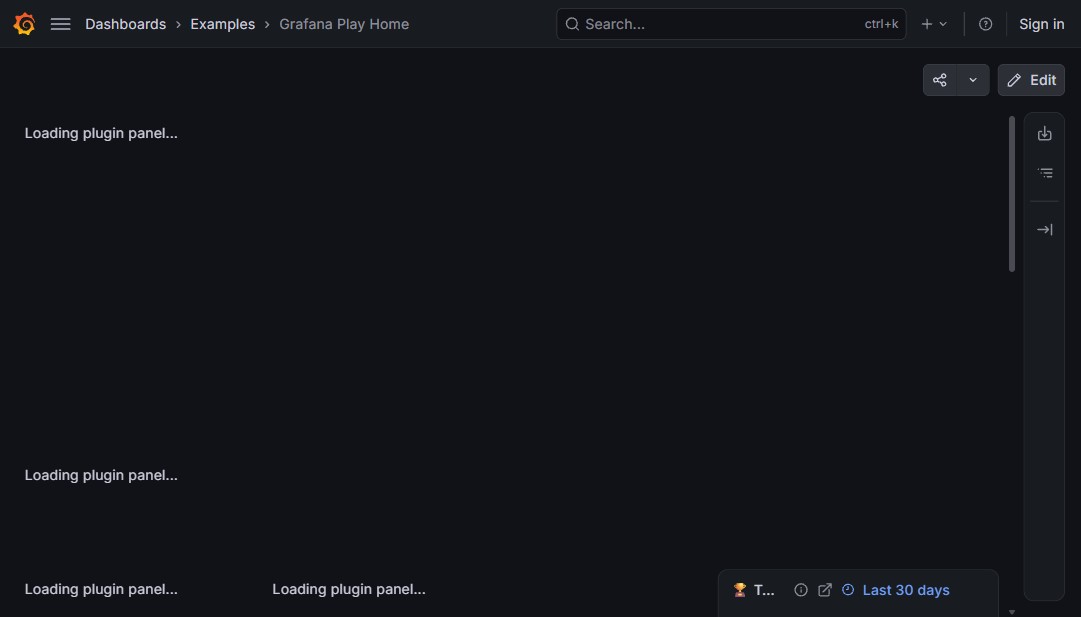 Dashboards › Examples › Grafana Play Home
Search... ctrl+k
Sign in
Edit
Loading plugin panel...
Loading plugin panel...
Loading plugin panel... Loading plugin panel...
T... Last 30 days